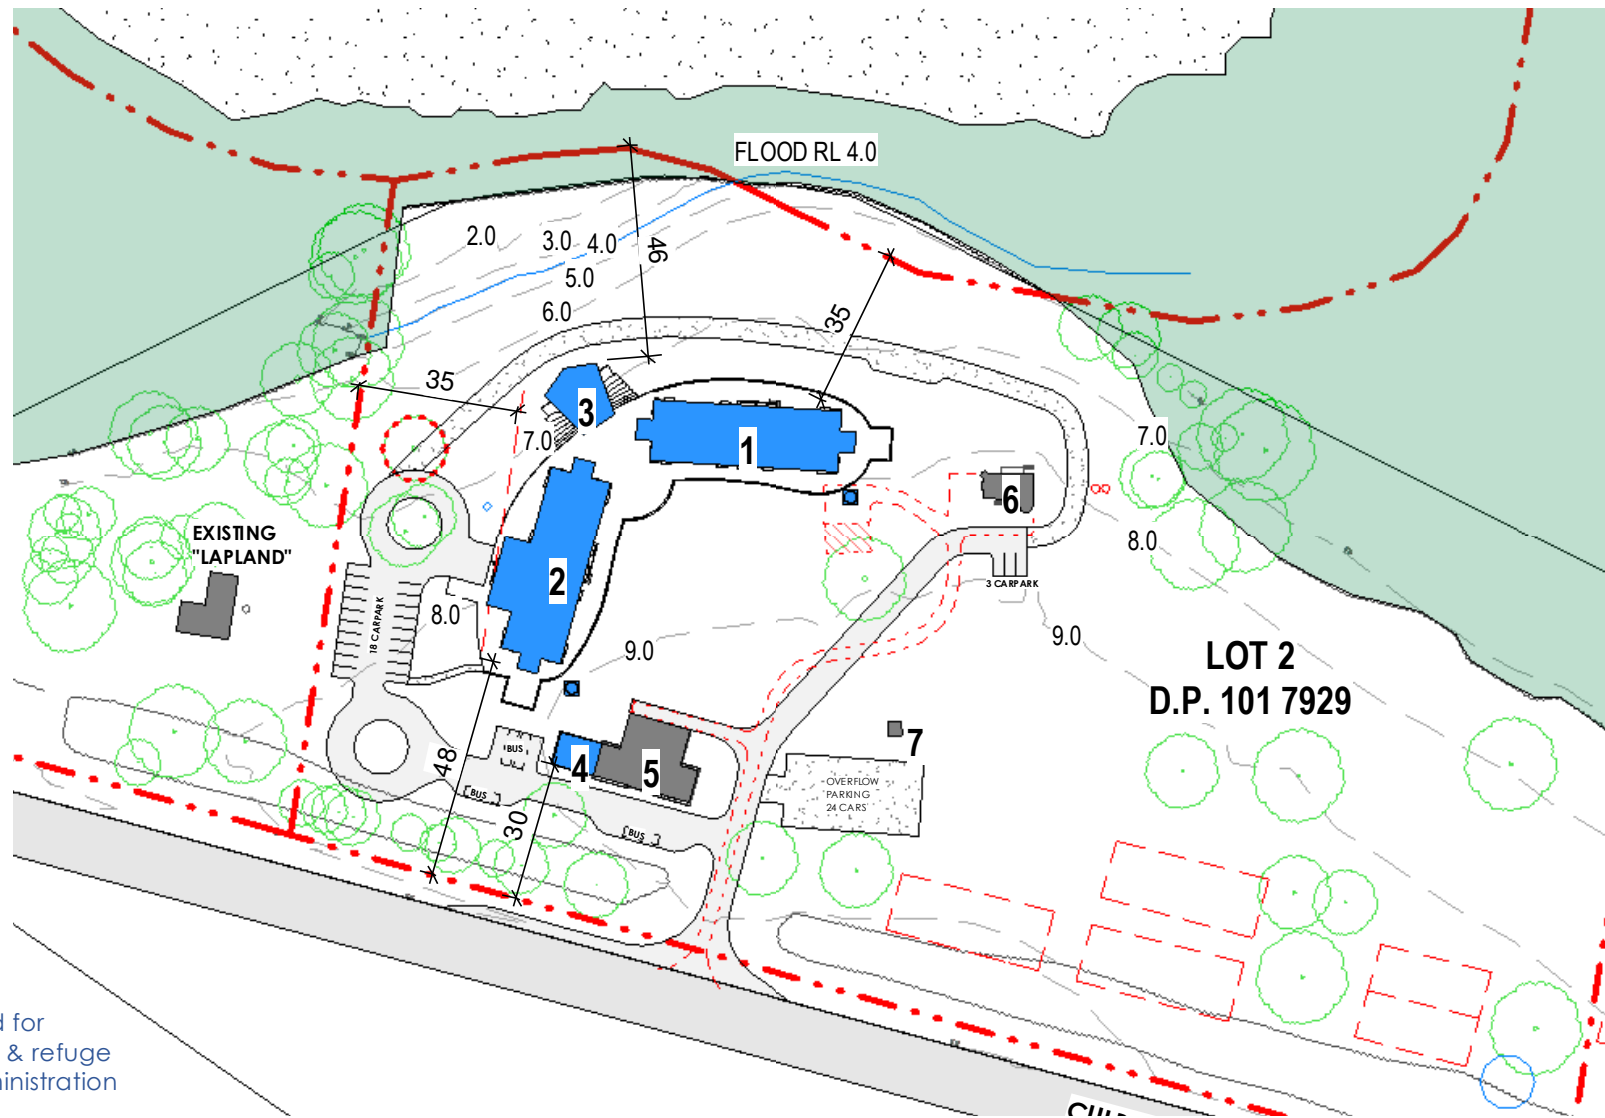 FLOOD RL 4.0
2.0
3.0
4.0
5.0
6.0
46
35
35
3
7.0
1
7.0
6
8.0
3 CARPARK
EXISTING
"LAPLAND"
2
18 CARPARK
8.0
9.0
9.0
LOT 2
D.P. 101 7929
BUS
48
4
5
7
OVERFLOW
PARKING
24 CARS
BUS
30
BUS
d for
& refuge
ministration